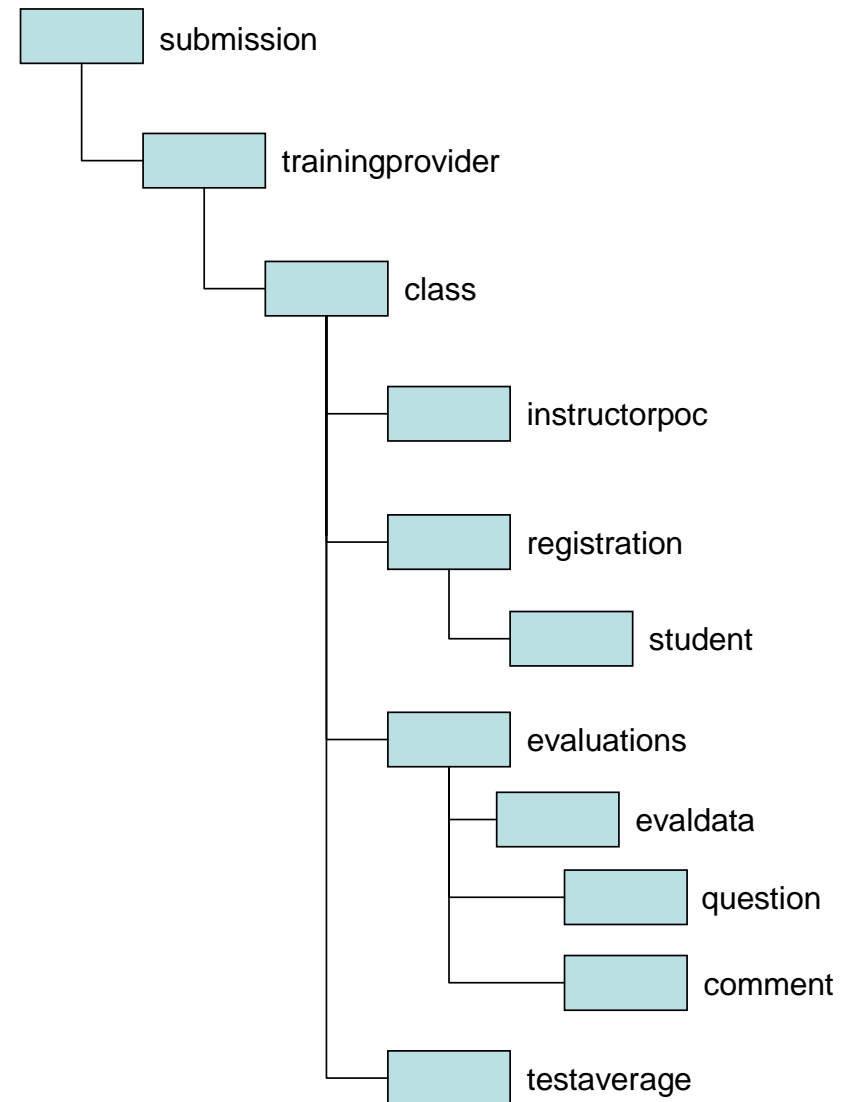 submission
trainingprovider
class
instructorpoc
registration
student
evaluations
evaldata
question
comment
testaverage